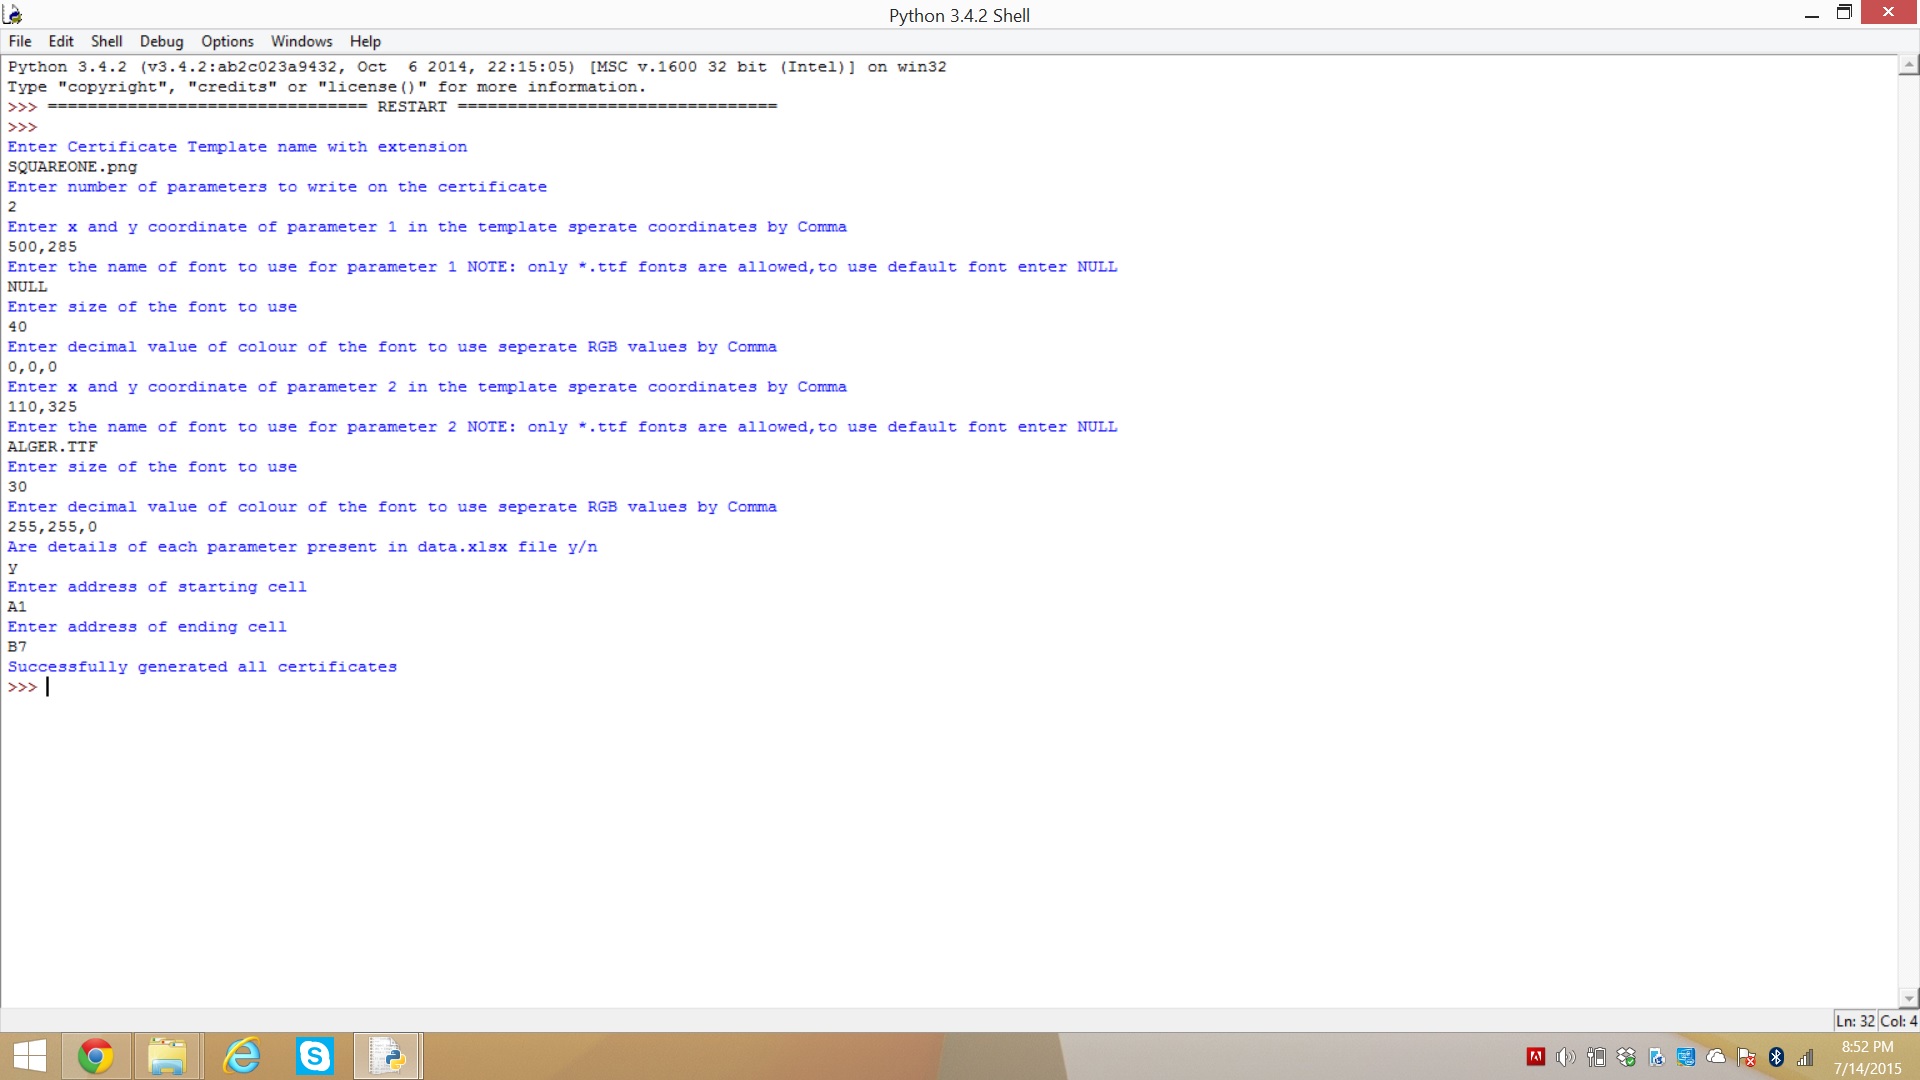 Python 3.4.2 Shell
File Edit Shell Debug Options Windows Help
Python 3.4.2 (v3.4.2:ab2c023a9432, Oct  6 2014, 22:15:05) [MSC v.1600 32 bit (Intel)] on win32
Type "copyright", "credits" or "license()" for more information.
>>> ================================ RESTART ================================
>>>
Enter Certificate Template name with extension
SQUAREONE.png
Enter number of parameters to write on the certificate
2
Enter x and y coordinate of parameter 1 in the template sperate coordinates by Comma
500,285
Enter the name of font to use for parameter 1 NOTE: only *.ttf fonts are allowed,to use default font enter NULL
NULL
Enter size of the font to use
40
Enter decimal value of colour of the font to use seperate RGB values by Comma
0,0,0
Enter x and y coordinate of parameter 2 in the template sperate coordinates by Comma
110,325
Enter the name of font to use for parameter 2 NOTE: only *.ttf fonts are allowed,to use default font enter NULL
ALGER.TTF
Enter size of the font to use
30
Enter decimal value of colour of the font to use seperate RGB values by Comma
255,255,0
Are details of each parameter present in data.xlsx file y/n
y
Enter address of starting cell
A1
Enter address of ending cell
B7
Successfully generated all certificates
>>>
Ln: 32 Col: 4
8:52 PM
7/14/2015